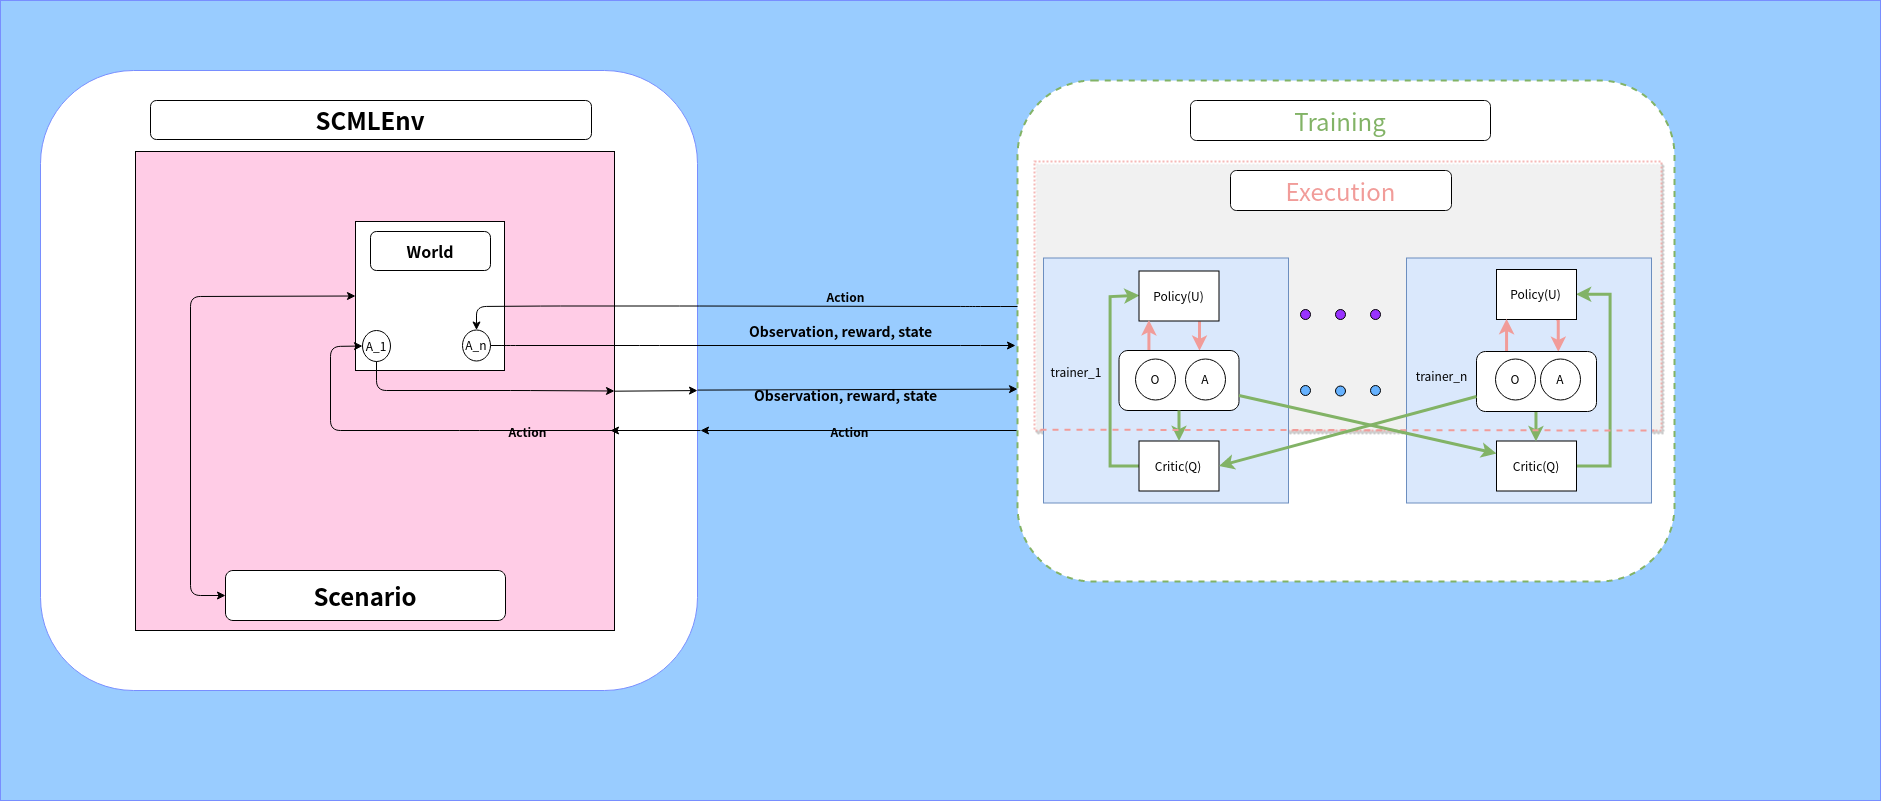 SCMLEnv
World
A_1
A_n
Scenario
Action
Observation, reward, state
Observation, reward, state
Action
Action
Training
Execution
Policy(U)
trainer_1
O
A
Critic(Q)
Policy(U)
trainer_n
O
A
Critic(Q)